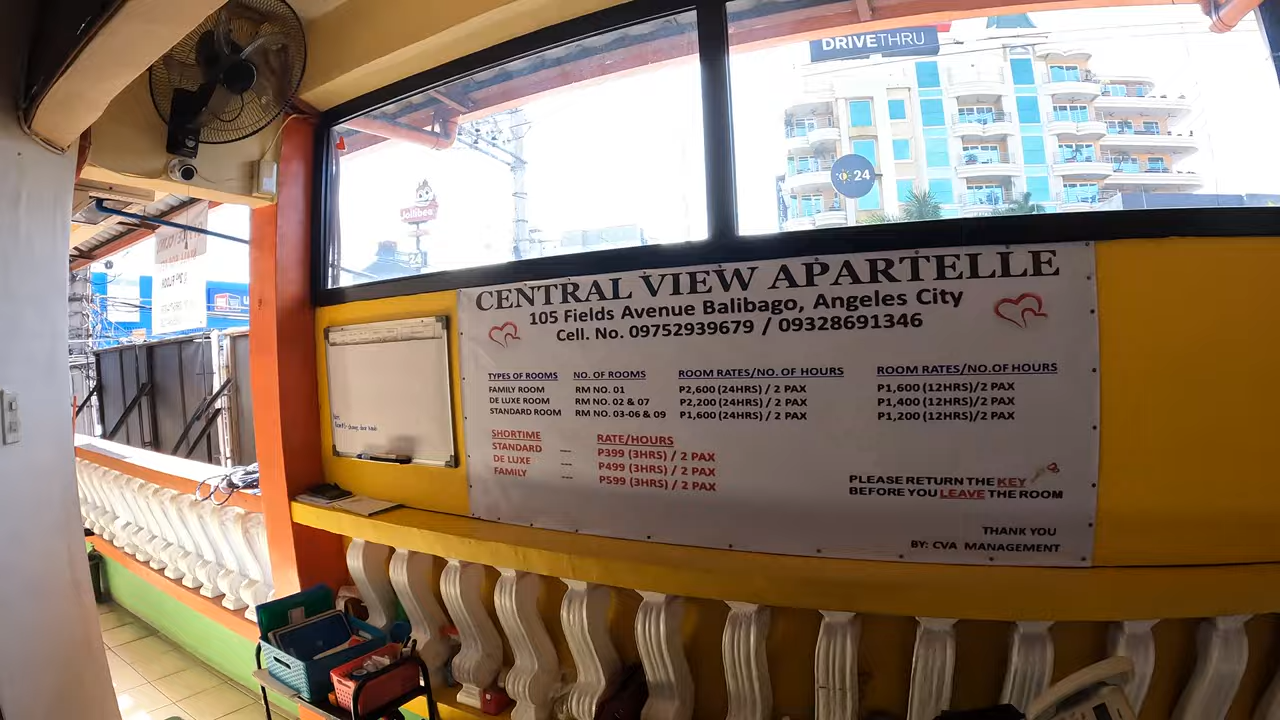 DRIVETHRU
24
Jollibee
CENTRAL VIEW APARTELLE
105 Fields Avenue Balibago, Angeles City
Cell. No. 09752939679 / 09328691346
TYPES OF ROOMS NO. OF ROOMS ROOM RATES/NO. OF HOURS ROOM RATES/NO.OF HOURS
FAMILY ROOM RM NO. 01 P2,600 (24HRS) / 2 PAX P1,600 (12HRS)/2 PAX
DE LUXE ROOM RM NO. 02 & 07 P2,200 (24HRS) / 2 PAX P1,400 (12HRS)/2 PAX
STANDARD ROOM RM NO. 03-06 & 09 P1,600 (24HRS) / 2 PAX P1,200 (12HRS)/2 PAX
SHORTIME RATE/HOURS
STANDARD ---- P399 (3HRS) / 2 PAX
DE LUXE ---- P499 (3HRS) / 2 PAX
FAMILY ---- P599 (3HRS) / 2 PAX
PLEASE RETURN THE KEY
BEFORE YOU LEAVE THE ROOM
THANK YOU
BY: CVA MANAGEMENT